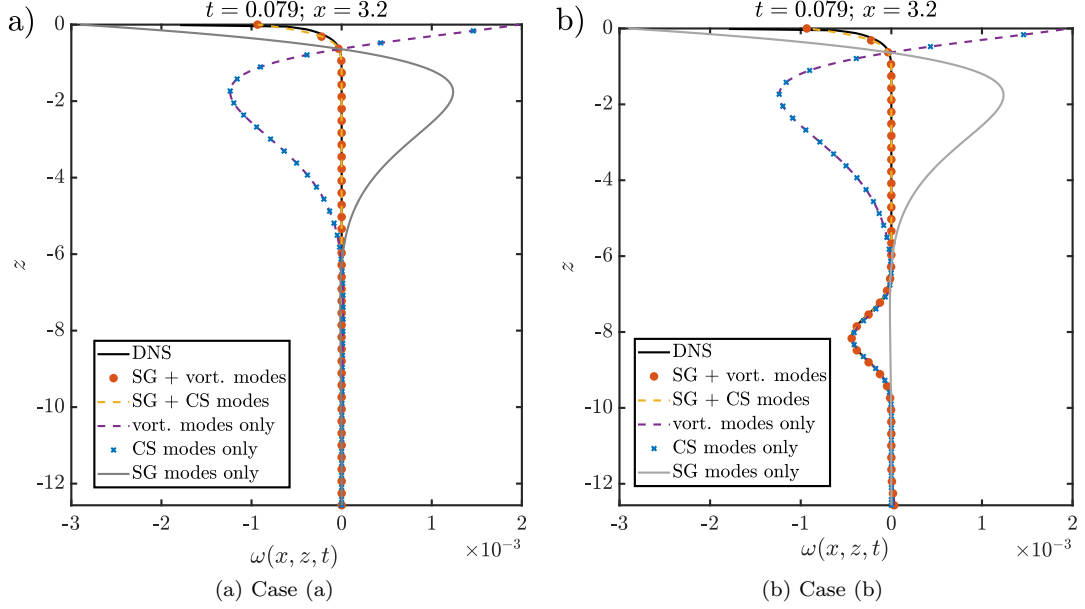 a)
t = 0.079; x = 3.2
0
-2
-4
-6
-8
-10
-12
z
DNS
SG + vort. modes
SG + CS modes
vort. modes only
CS modes only
SG modes only
-3
-2
-1
0
1
2
ω(x, z, t)
×10⁻³
(a) Case (a)
b)
t = 0.079; x = 3.2
0
-2
-4
-6
-8
-10
-12
z
DNS
SG + vort. modes
SG + CS modes
vort. modes only
CS modes only
SG modes only
-3
-2
-1
0
1
2
ω(x, z, t)
×10⁻³
(b) Case (b)